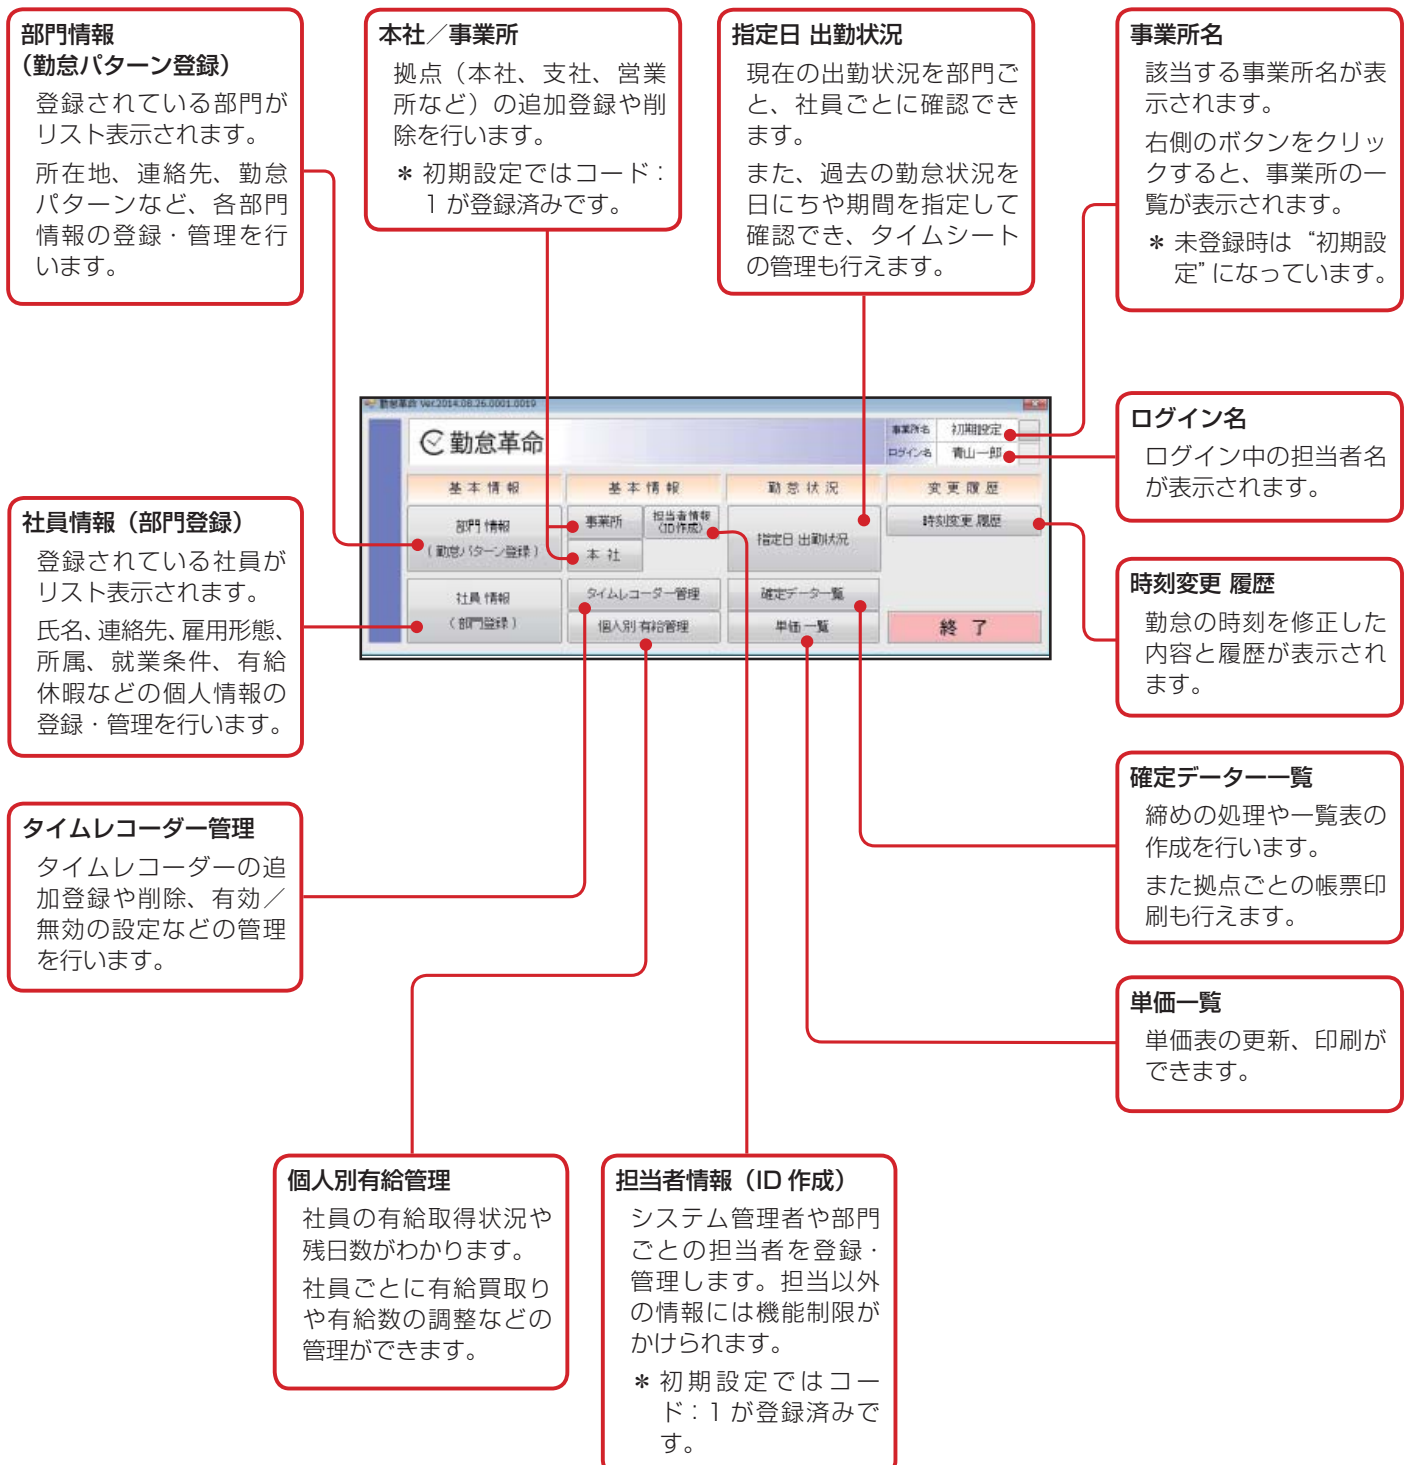 部門情報
（勤怠パターン登録）
登録されている部門が
リスト表示されます。
所在地、連絡先、勤怠
パターンなど、各部門
情報の登録・管理を行
います。
本社／事業所
拠点（本社、支社、営業
所など）の追加登録や削
除を行います。
＊ 初期設定ではコード：
1 が登録済みです。
指定日 出勤状況
現在の出勤状況を部門ご
と、社員ごとに確認でき
ます。
また、過去の勤怠状況を
日にちや期間を指定して
確認でき、タイムシート
の管理も行えます。
事業所名
該当する事業所名が表
示されます。
右側のボタンをクリッ
クすると、事業所の一
覧が表示されます。
＊ 未登録時は “初期設
定” になっています。
勤怠革命 Ver.2014.08.26.0001.0019
勤怠革命
事業所名 初期設定
ログイン名 青山一郎
基本情報
基本情報
勤怠状況
変更履歴
部門 情報
（ 勤怠パターン登録 ）
事業所
担当者情報
（ID作成）
本 社
指定日 出勤状況
時刻変更 履歴
社員 情報
（ 部門登録 ）
タイムレコーダー管理
確定データ一覧
個人別 有給管理
単価 一覧
終 了
ログイン名
ログイン中の担当者名
が表示されます。
社員情報（部門登録）
登録されている社員が
リスト表示されます。
氏名、連絡先、雇用形態、
所属、就業条件、有給
休暇などの個人情報の
登録・管理を行います。
時刻変更 履歴
勤怠の時刻を修正した
内容と履歴が表示され
ます。
確定データー一覧
締めの処理や一覧表の
作成を行います。
また拠点ごとの帳票印
刷も行えます。
タイムレコーダー管理
タイムレコーダーの追
加登録や削除、有効／
無効の設定などの管理
を行います。
単価一覧
単価表の更新、印刷が
できます。
個人別有給管理
社員の有給取得状況や
残日数がわかります。
社員ごとに有給買取り
や有給数の調整などの
管理ができます。
担当者情報（ID 作成）
システム管理者や部門
ごとの担当者を登録・
管理します。担当以外
の情報には機能制限が
かけられます。
＊ 初期設定ではコー
ド：1 が登録済みで
す。